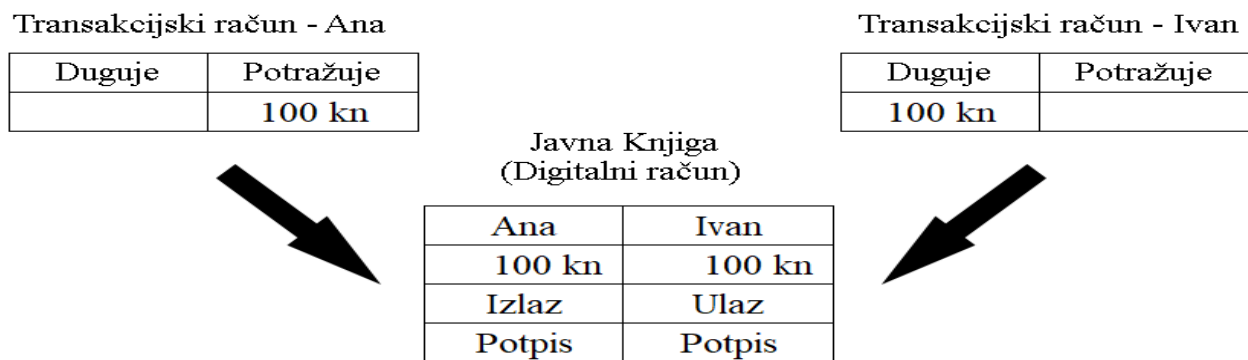 Transakcijski račun - Ana
Duguje Potražuje
100 kn
Transakcijski račun - Ivan
Duguje Potražuje
100 kn
Javna Knjiga
(Digitalni račun)
Ana Ivan
100 kn 100 kn
Izlaz Ulaz
Potpis Potpis